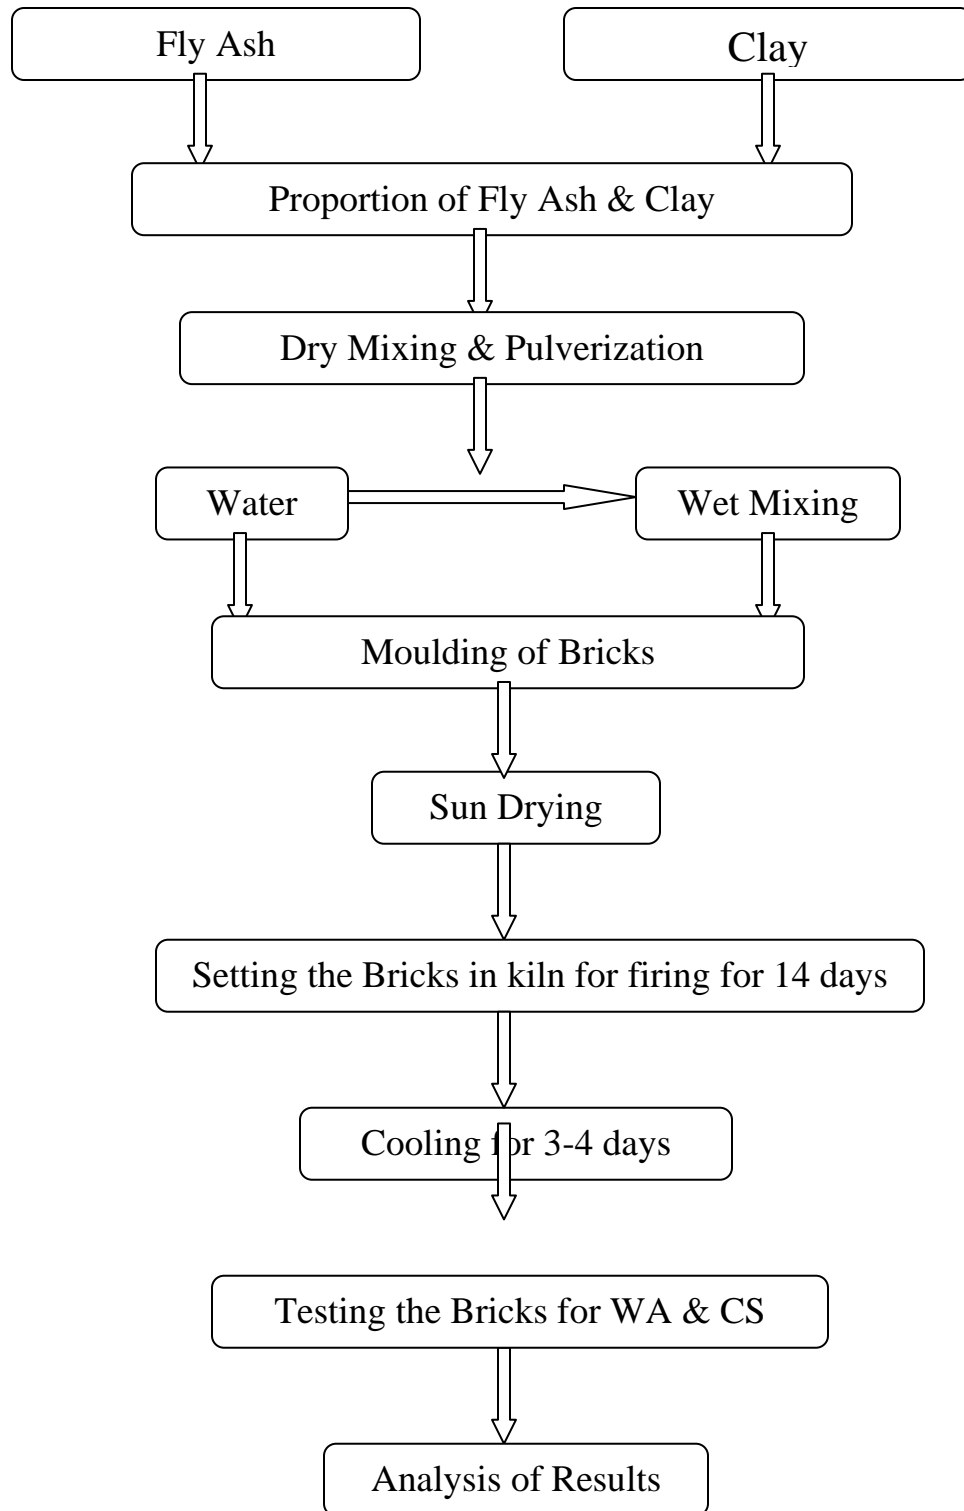 Fly Ash
Clay
Proportion of Fly Ash & Clay
Dry Mixing & Pulverization
Water
Wet Mixing
Moulding of Bricks
Sun Drying
Setting the Bricks in kiln for firing for 14 days
Cooling for 3-4 days
Testing the Bricks for WA & CS
Analysis of Results